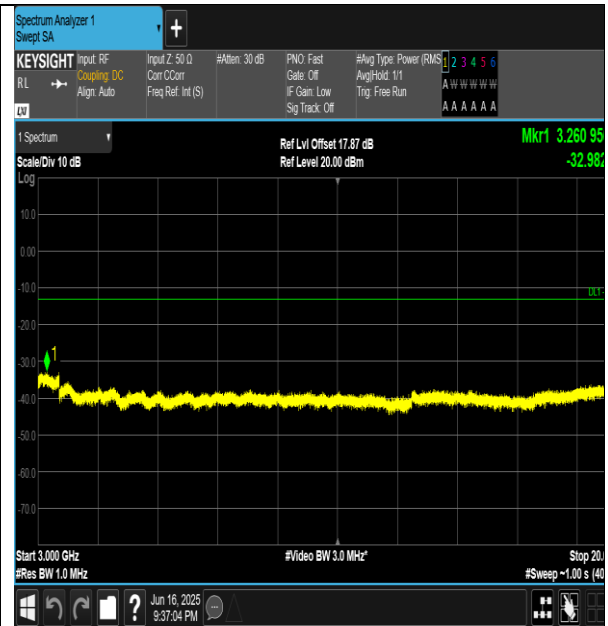 Spectrum Analyzer 1
Swept SA
+
KEYSIGHT
RL
LXI
Input: RF
Coupling: DC
Align: Auto
Input Z: 50 Ω
Corr CCorr
Freq Ref: Int (S)
#Atten: 30 dB
PNO: Fast
Gate: Off
IF Gain: Low
Sig Track: Off
#Avg Type: Power (RMS
Avg|Hold: 1/1
Trig: Free Run
1 2 3 4 5 6
A W W W W W
A A A A A A
1 Spectrum
Scale/Div 10 dB
Log
Ref Lvl Offset 17.87 dB
Ref Level 20.00 dBm
Mkr1 3.260 95
-32.982
10.0
0.00
-10.0
DL1
-20.0
-30.0
1
-40.0
-50.0
-60.0
-70.0
Start 3.000 GHz
#Res BW 1.0 MHz
#Video BW 3.0 MHz*
Stop 20.
#Sweep ~1.00 s (40
?
Jun 16, 2025
9:37:04 PM